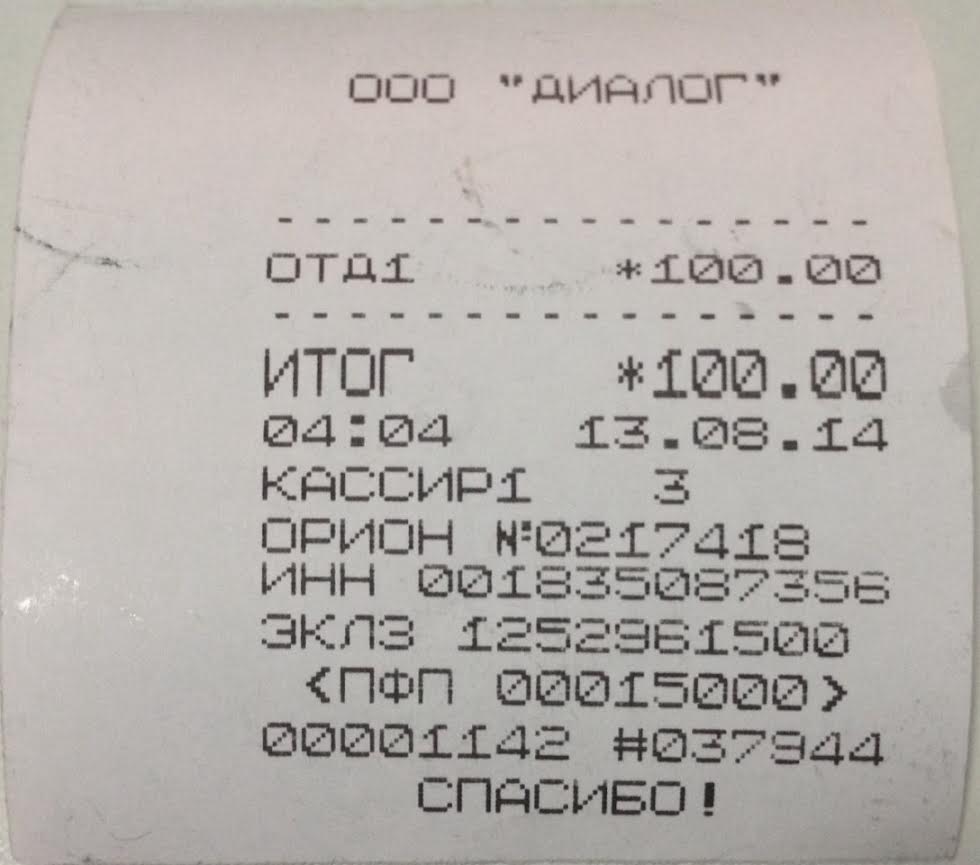 ООО "ДИАЛОГ"
- - - - - - - - - - - - - - - -
ОТД1 *100.00
- - - - - - - - - - - - - - - -
ИТОГ *100.00
04:04 13.08.14
КАССИР1 3
ОРИОН №0217418
ИНН 001835087356
ЭКЛЗ 1252961500
<ПФП 00015000>
00001142 #037944
СПАСИБО!